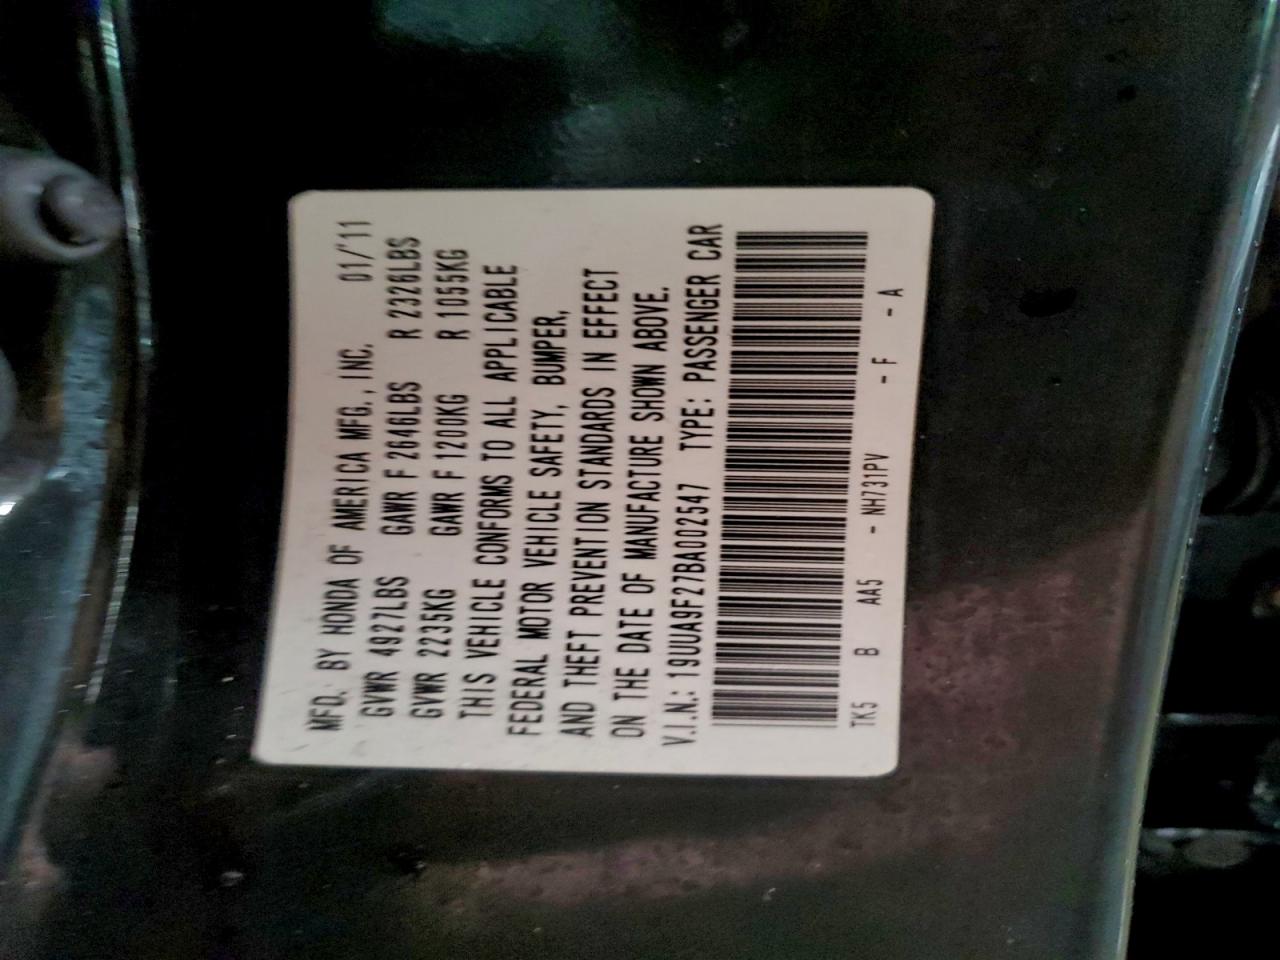 MFD. BY HONDA OF AMERICA MFG., INC. 01/'11
GVWR 4927LBS GAWR F 2646LBS R 2326LBS
GVWR 2235KG GAWR F 1200KG R 1055KG
THIS VEHICLE CONFORMS TO ALL APPLICABLE
FEDERAL MOTOR VEHICLE SAFETY, BUMPER,
AND THEFT PREVENTION STANDARDS IN EFFECT
ON THE DATE OF MANUFACTURE SHOWN ABOVE.
V.I.N.: 19UUA9F27BA002547 TYPE: PASSENGER CAR
TK5 B AA5 - NH731PV - F - A